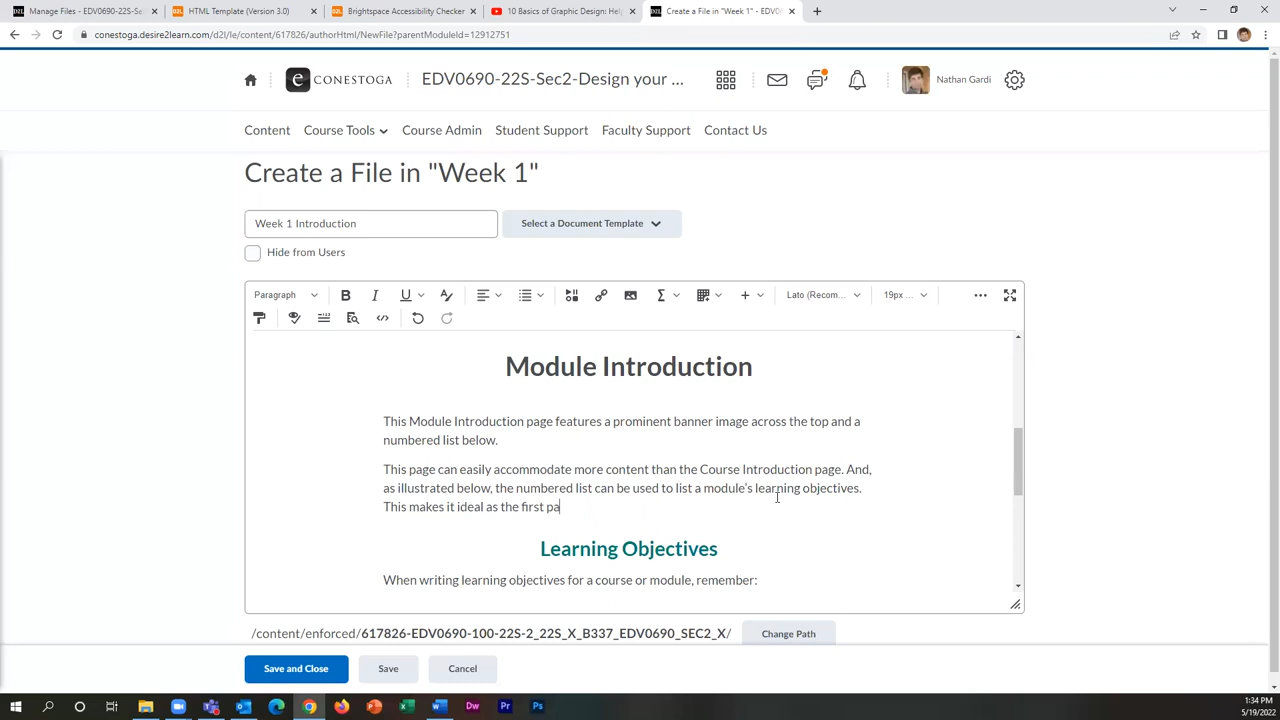 Manage Files - EDV0690-22S-Se
HTML Template (Version 3.0)
Brightspace Accessibility Checker
10 Basics of Graphic Design: Hel
Create a File in "Week 1" - EDV0
conestoga.desire2learn.com/d2l/le/content/617826/authorHtml/NewFile?parentModuleId=12912751
CONESTOGA
EDV0690-22S-Sec2-Design your ...
Nathan Gardi
Content Course Tools Course Admin Student Support Faculty Support Contact Us
Create a File in "Week 1"
Week 1 Introduction
Select a Document Template
Hide from Users
Paragraph
Lato (Recom...
19px ...
Module Introduction
This Module Introduction page features a prominent banner image across the top and a
numbered list below.
This page can easily accommodate more content than the Course Introduction page. And,
as illustrated below, the numbered list can be used to list a module's learning objectives.
This makes it ideal as the first pa
Learning Objectives
When writing learning objectives for a course or module, remember:
/content/enforced/617826-EDV0690-100-22S-2_22S_X_B337_EDV0690_SEC2_X/
Change Path
Save and Close
Save
Cancel
1:34 PM
5/19/2022